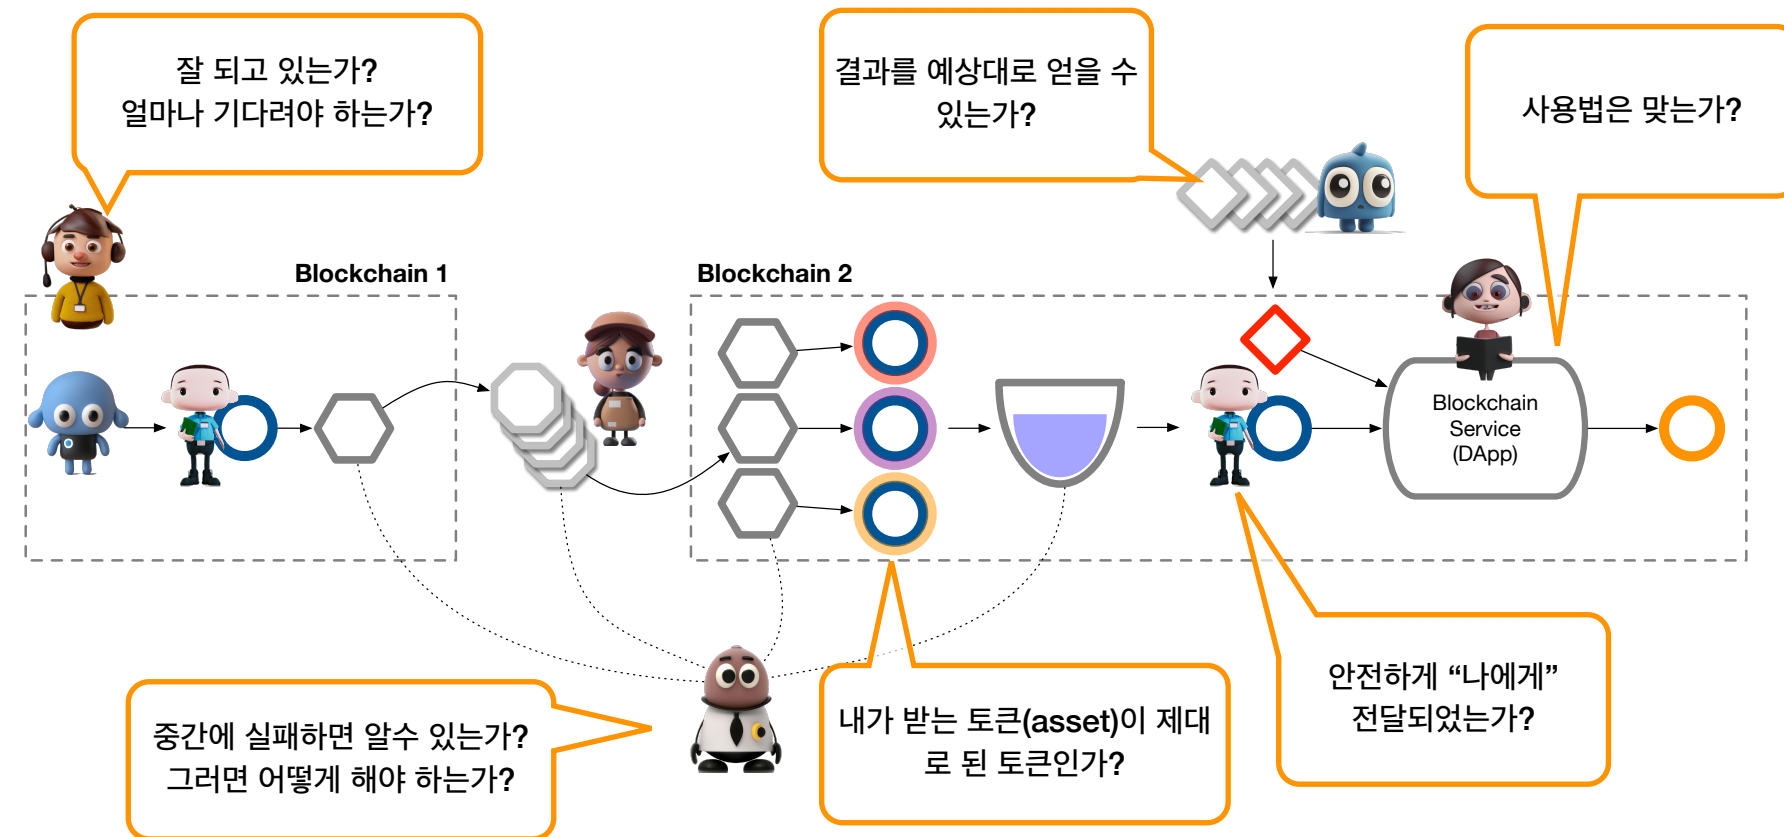 잘 되고 있는가?
얼마나 기다려야 하는가?
결과를 예상대로 얻을 수
있는가?
사용법은 맞는가?
Blockchain 1
Blockchain 2
Blockchain
Service
(DApp)
중간에 실패하면 알수 있는가?
그러면 어떻게 해야 하는가?
내가 받는 토큰(asset)이 제대
로 된 토큰인가?
안전하게 “나에게”
전달되었는가?